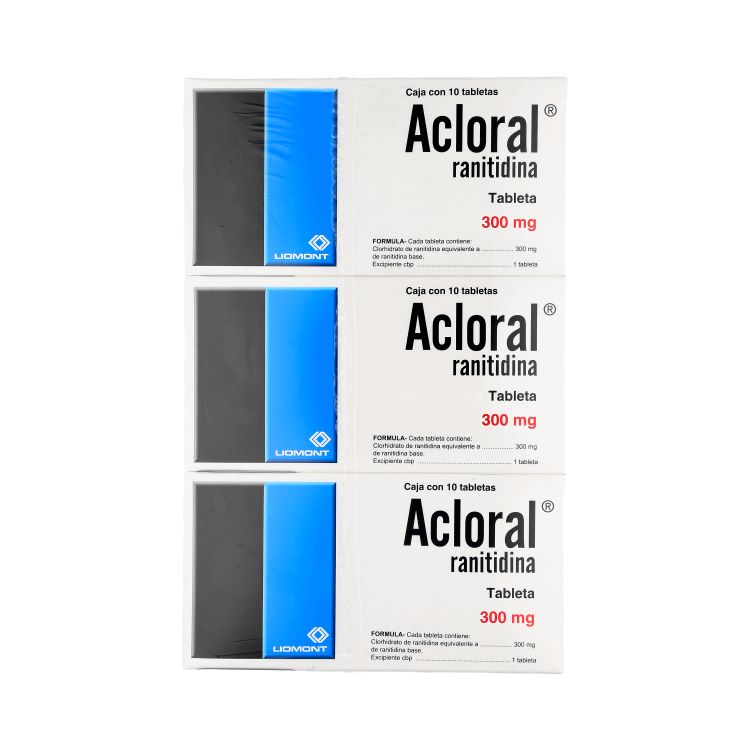 Caja con 10 tabletas
Acloral®
ranitidina
Tableta
300 mg
FORMULA- Cada tableta contiene:
Clorhidrato de ranitidina equivalente a ................ 300 mg
de ranitidina base.
Excipiente cbp ............................................... 1 tableta
LIOMONT
Caja con 10 tabletas
Acloral®
ranitidina
Tableta
300 mg
FORMULA- Cada tableta contiene:
Clorhidrato de ranitidina equivalente a ................ 300 mg
de ranitidina base.
Excipiente cbp ............................................... 1 tableta
LIOMONT
Caja con 10 tabletas
Acloral®
ranitidina
Tableta
300 mg
FORMULA- Cada tableta contiene:
Clorhidrato de ranitidina equivalente a ................ 300 mg
de ranitidina base.
Excipiente cbp ............................................... 1 tableta
LIOMONT